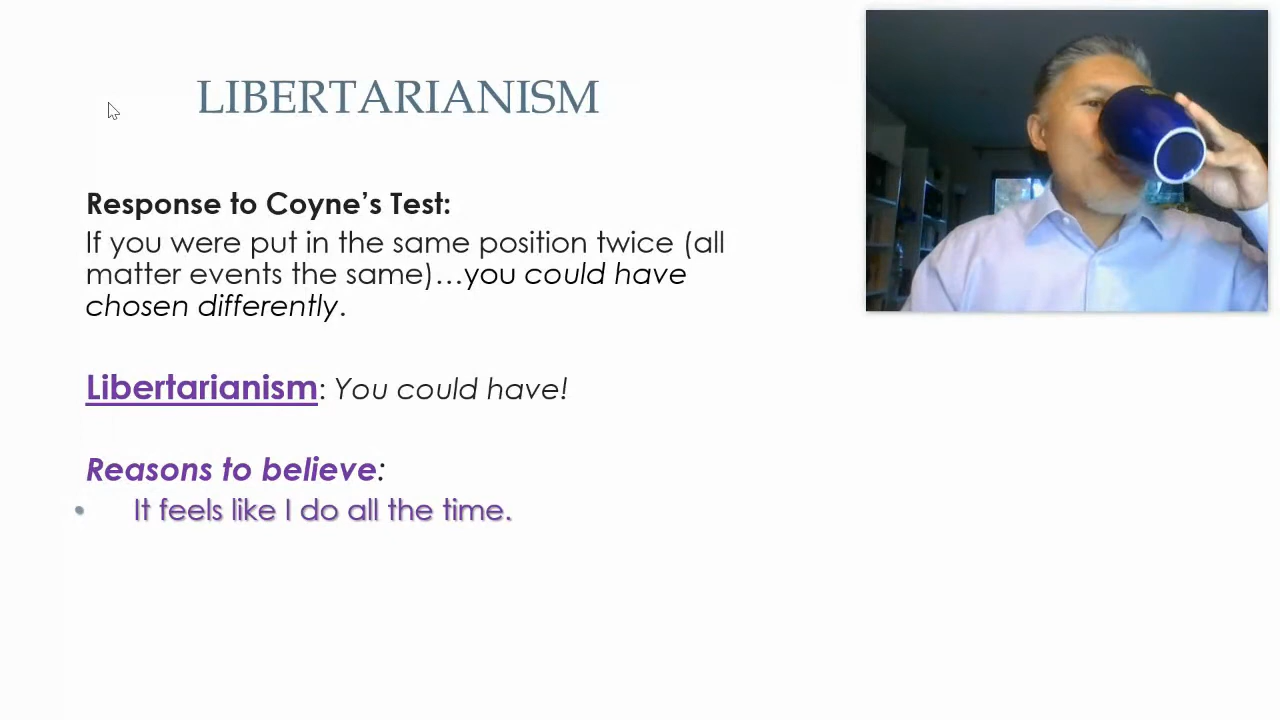 LIBERTARIANISM
Response to Coyne’s Test:
If you were put in the same position twice (all
matter events the same)…you could have
chosen differently.
Libertarianism: You could have!
Reasons to believe:
• It feels like I do all the time.